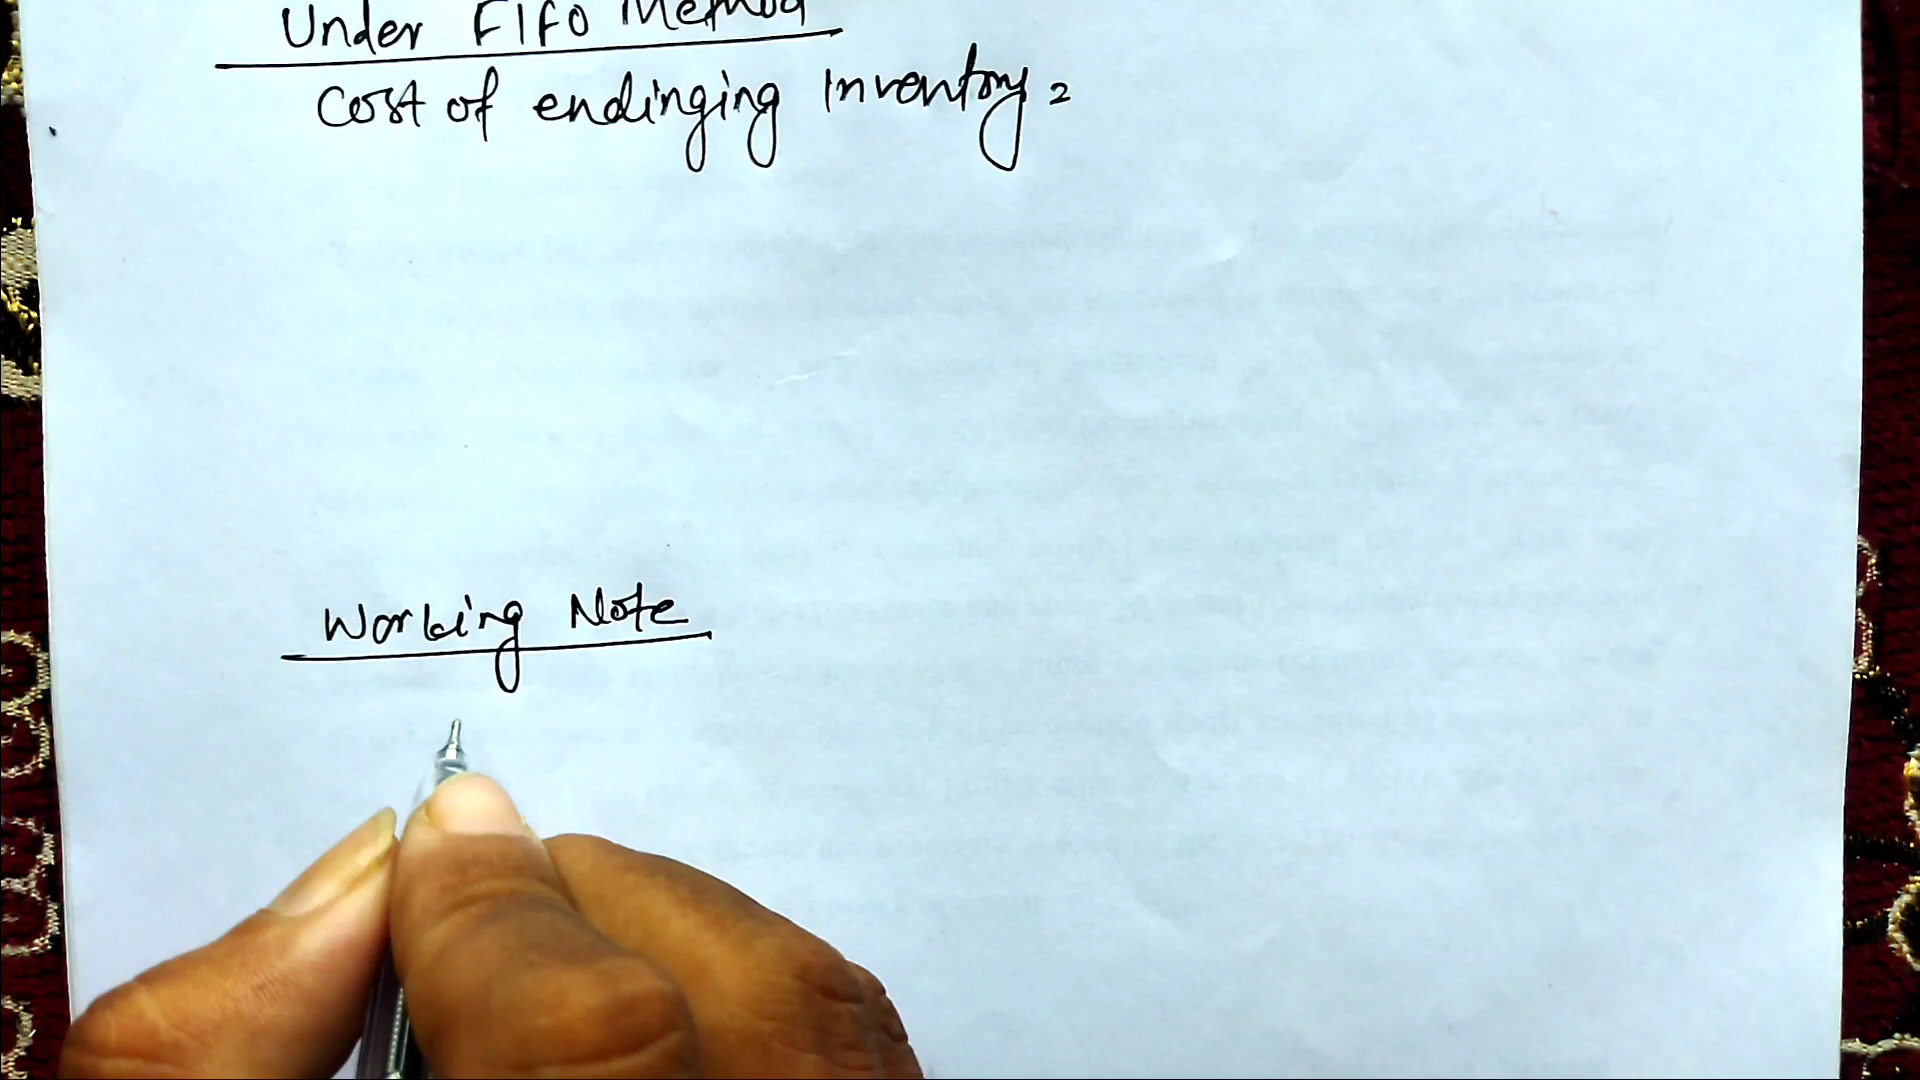 Under FIFO Method
Cost of endinging Inventory =
Working Note